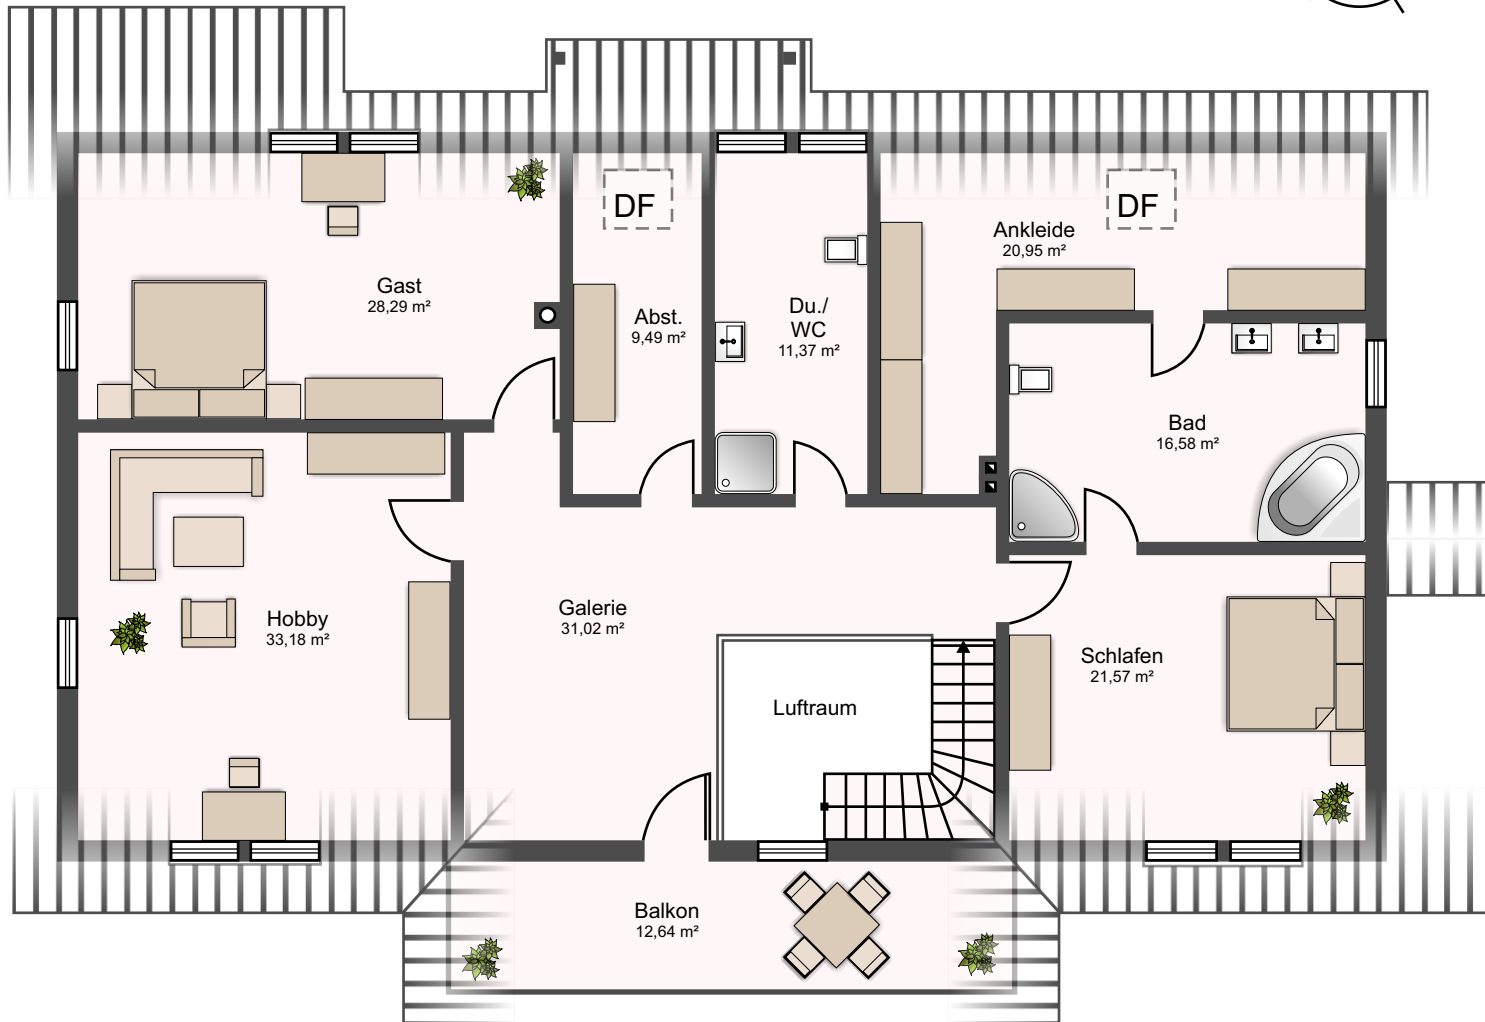 DF
DF
Ankleide
20,95 m²
Gast
28,29 m²
Abst.
9,49 m²
Du./
WC
11,37 m²
Bad
16,58 m²
Hobby
33,18 m²
Galerie
31,02 m²
Schlafen
21,57 m²
Luftraum
Balkon
12,64 m²